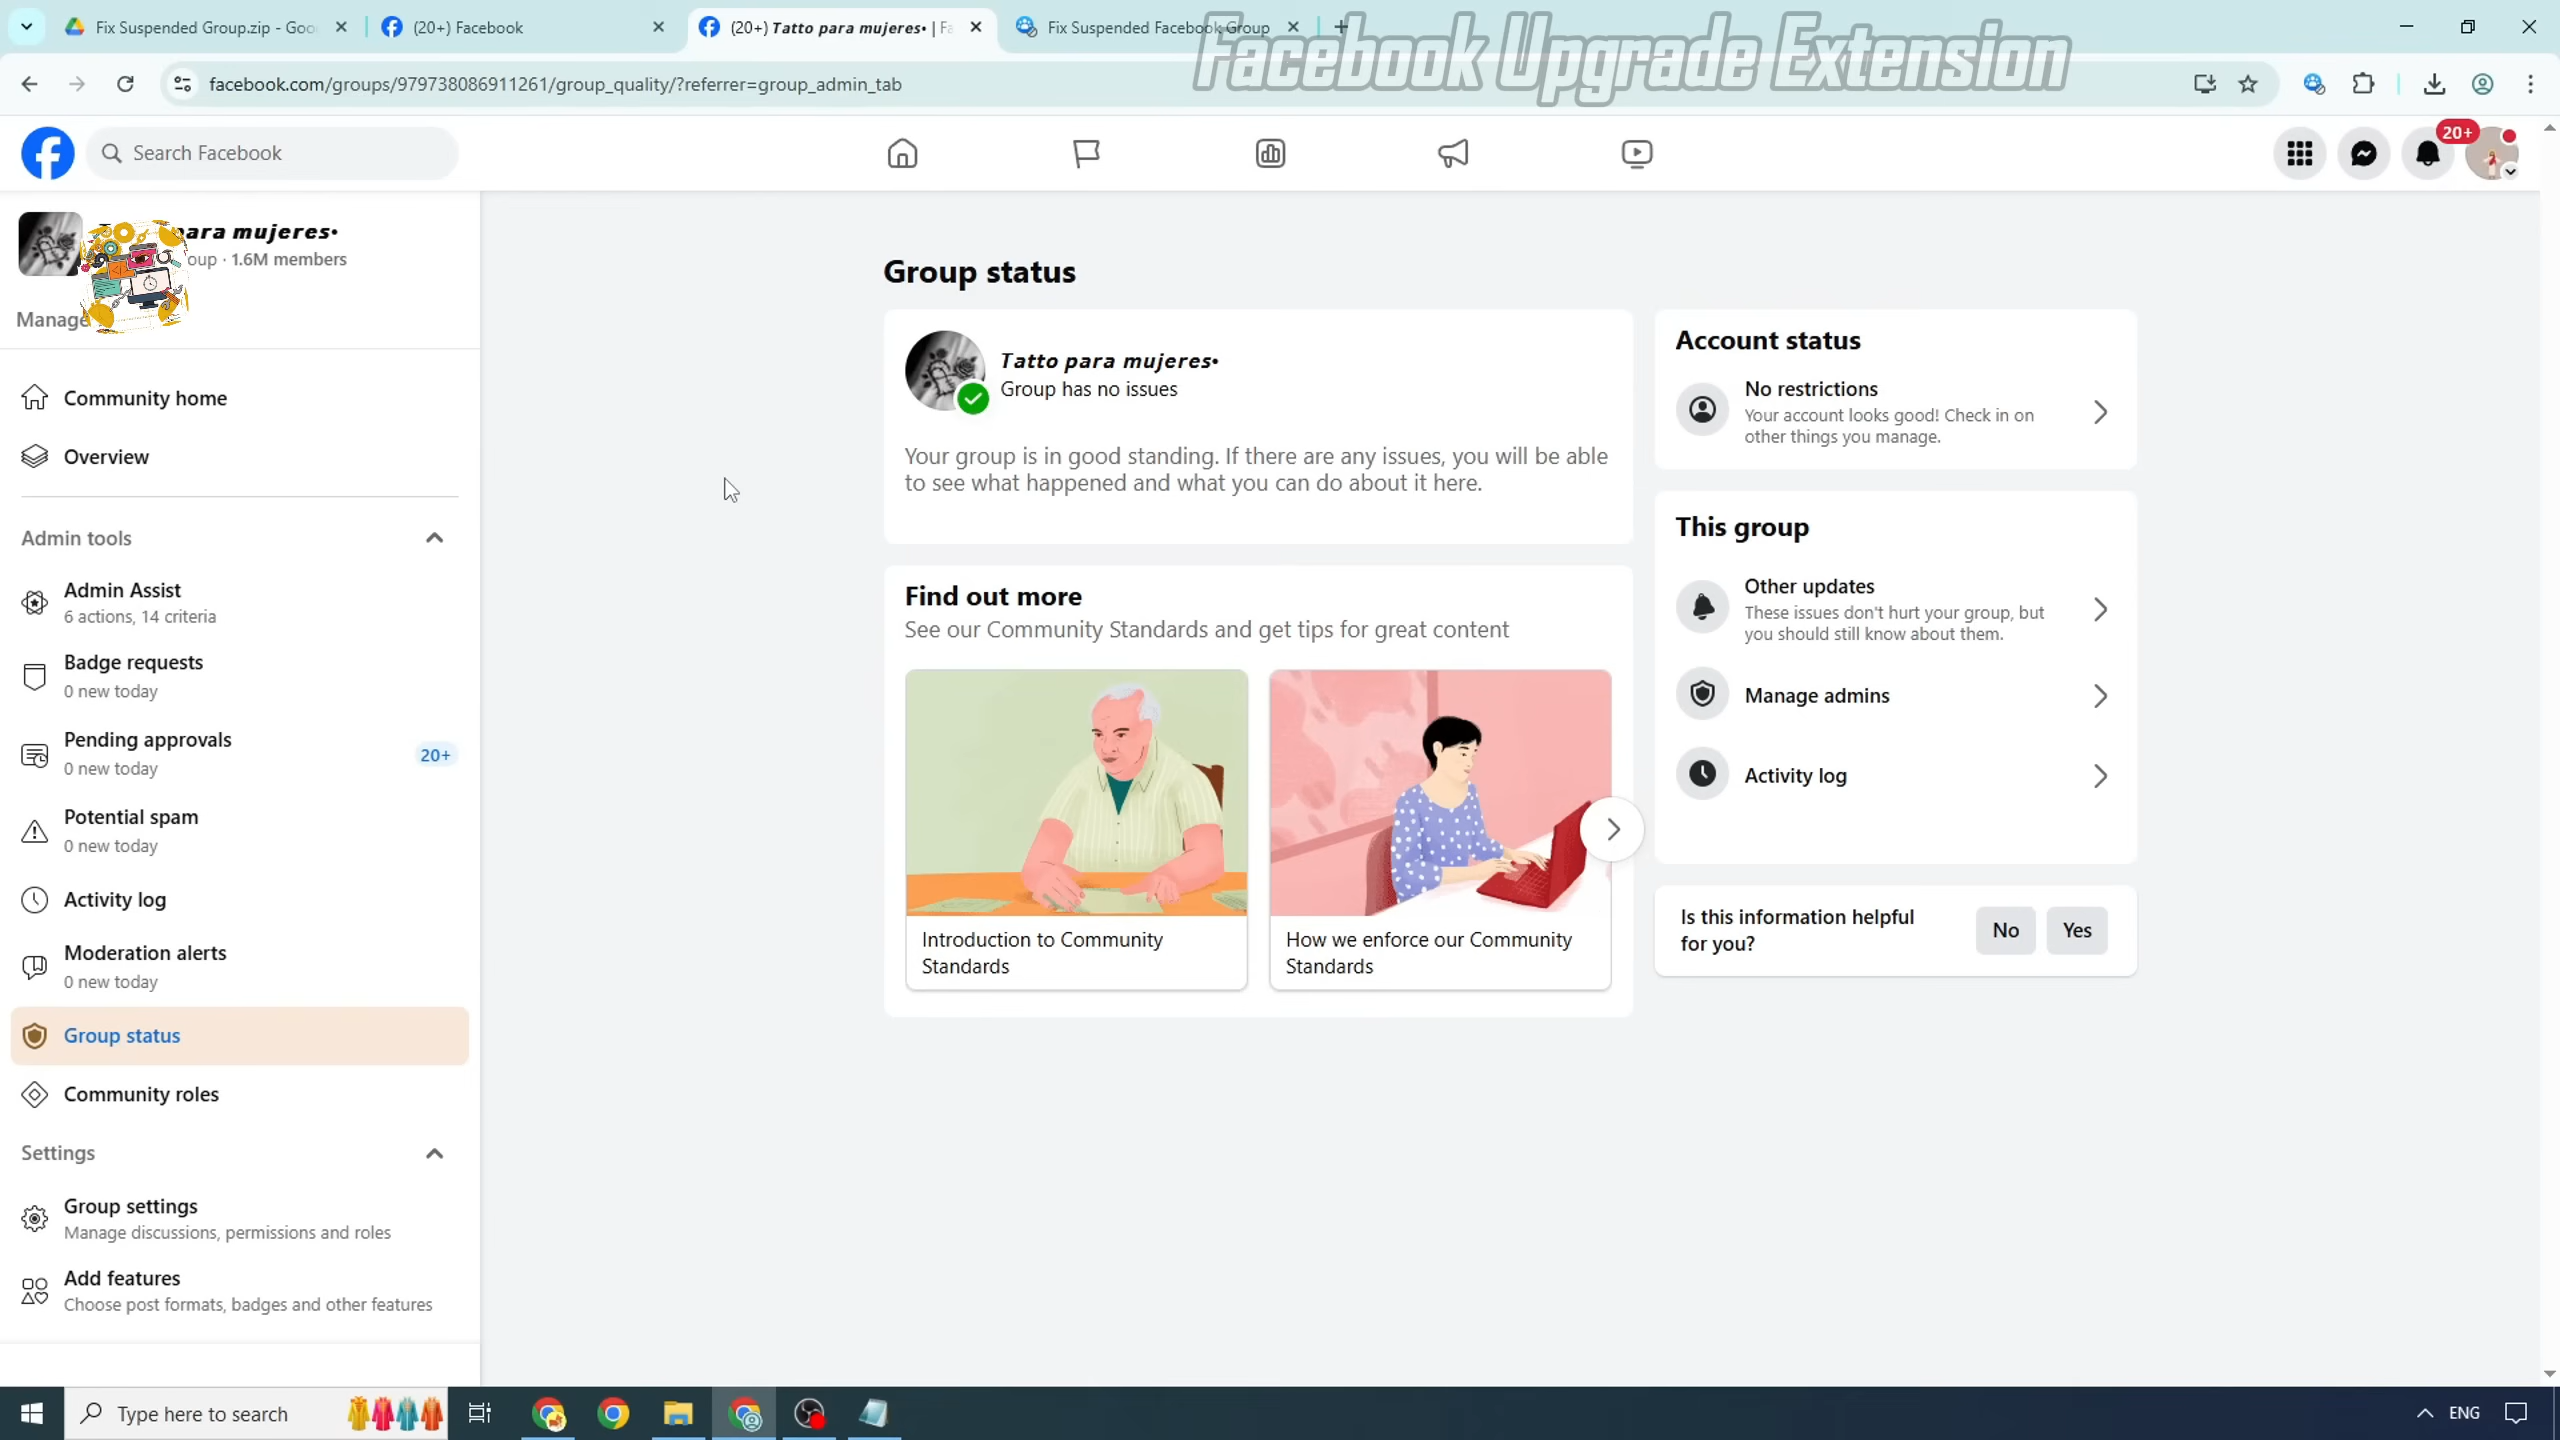 Fix Suspended Group.zip - Goo
(20+) Facebook
(20+) Tatto para mujeres• | Fa
Fix Suspended Facebook Group
Facebook Upgrade Extension
facebook.com/groups/979738086911261/group_quality/?referrer=group_admin_tab
Search Facebook
20+
para mujeres•
oup · 1.6M members
Manage
Community home
Overview
Admin tools
Admin Assist
6 actions, 14 criteria
Badge requests
0 new today
Pending approvals
0 new today
20+
Potential spam
0 new today
Activity log
Moderation alerts
0 new today
Group status
Community roles
Settings
Group settings
Manage discussions, permissions and roles
Add features
Choose post formats, badges and other features
Group status
Tatto para mujeres•
Group has no issues
Your group is in good standing. If there are any issues, you will be able
to see what happened and what you can do about it here.
Find out more
See our Community Standards and get tips for great content
Introduction to Community
Standards
How we enforce our Community
Standards
Account status
No restrictions
Your account looks good! Check in on
other things you manage.
This group
Other updates
These issues don't hurt your group, but
you should still know about them.
Manage admins
Activity log
Is this information helpful
for you?
No
Yes
Type here to search
ENG